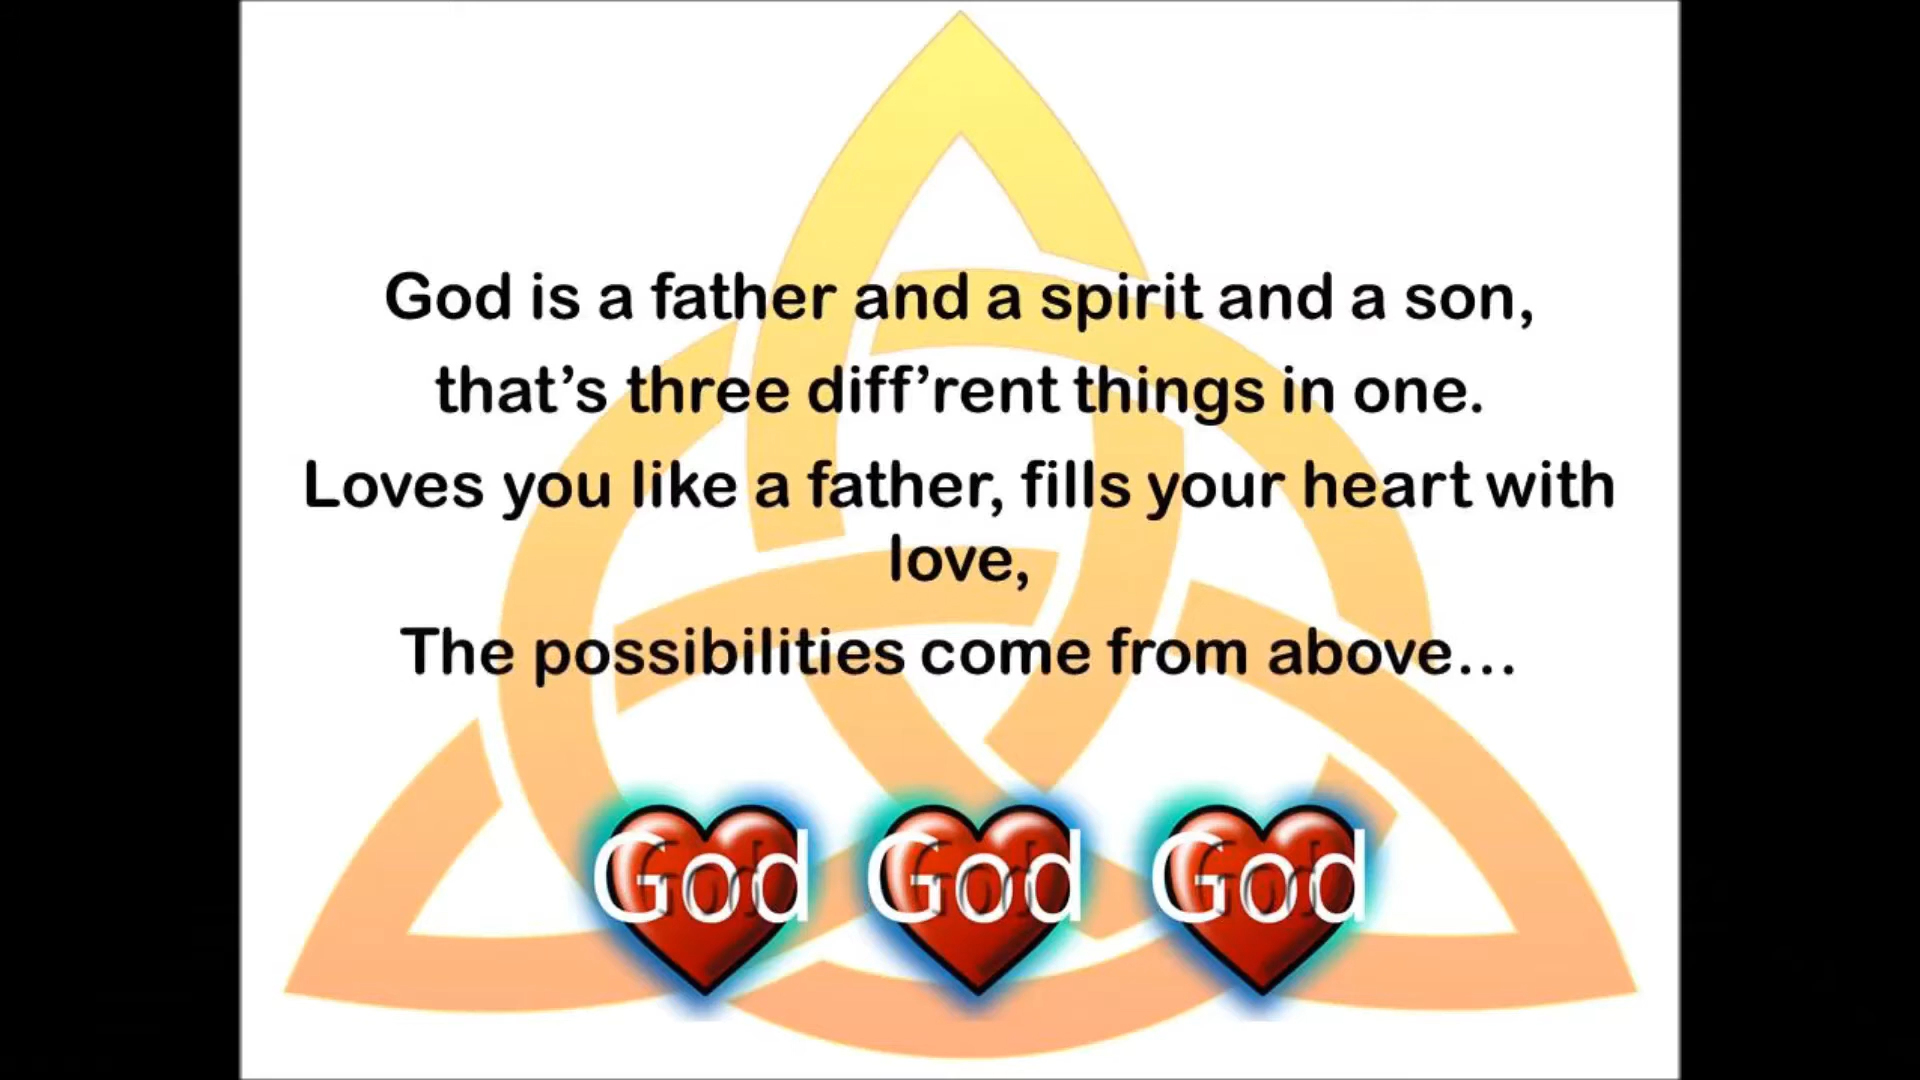 God is a father and a spirit and a son,
that’s three diff’rent things in one.
Loves you like a father, fills your heart with
love,
The possibilities come from above…
God God God